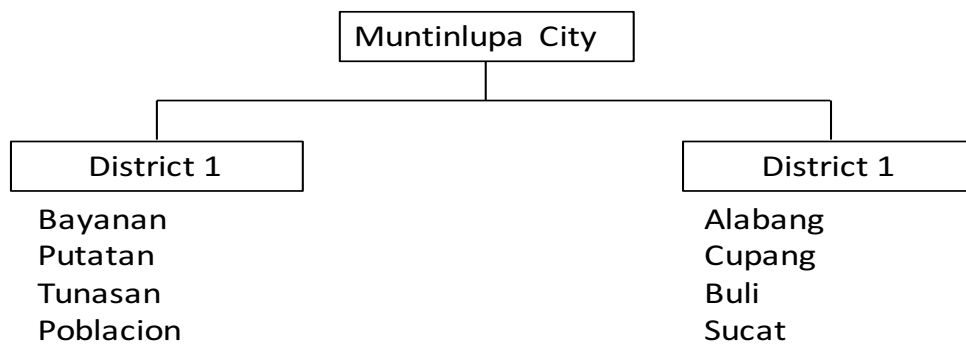 Muntinlupa City
District 1
Bayanan
Putatan
Tunasan
Poblacion
District 1
Alabang
Cupang
Buli
Sucat